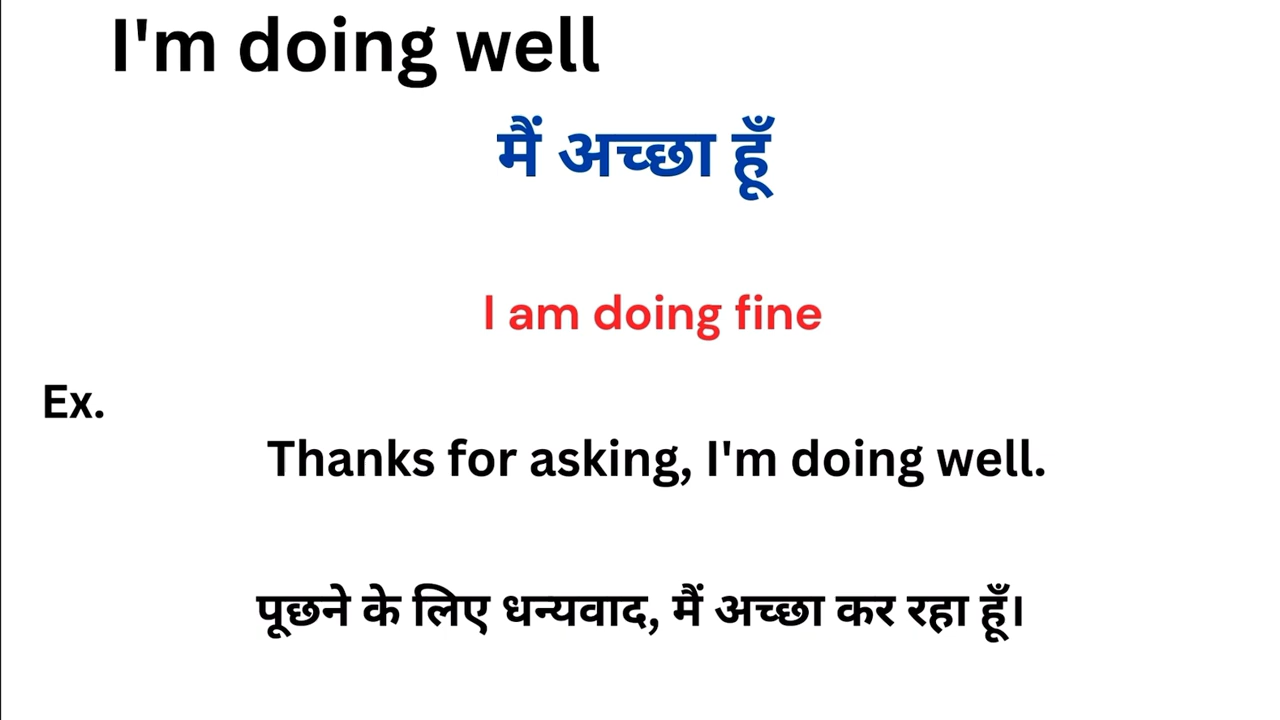 I'm doing well
मैं अच्छा हूँ
I am doing fine
Ex.
Thanks for asking, I'm doing well.
पूछने के लिए धन्यवाद, मैं अच्छा कर रहा हूँ।